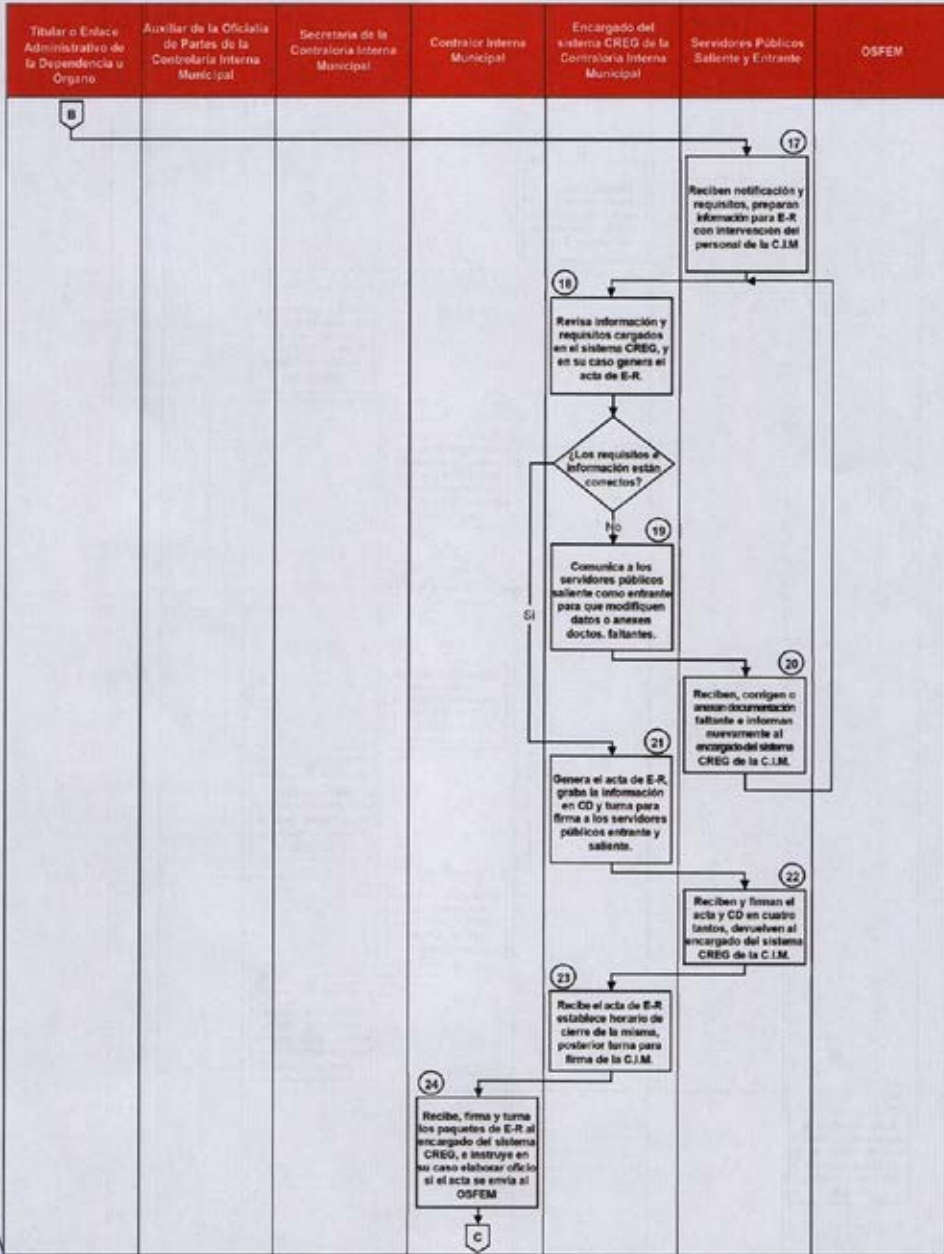 Titular o Enlace
Administrativo de
la Dependencia u
Órgano
Auxiliar de la Oficialía
de Partes de la
Controlaría Interna
Municipal
Secretaria de la
Contraloría Interna
Municipal
Contralor Interna
Municipal
Encargado del
sistema CREG de la
Contraloría Interna
Municipal
Servidores Públicos
Saliente y Entrante
OSFEM
B
17
Reciben notificación y
requisitos, preparan
información para E-R
con intervención del
personal de la C.I.M
18
Revisa información y
requisitos cargados
en el sistema CREG, y
en su caso genera el
acta de E-R.
¿Los requisitos e
información están
correctos?
No
Si
19
Comunica a los
servidores públicos
saliente como entrante
para que modifiquen
datos o anexen
doctos. faltantes.
20
Reciben, corrigen o
anexan documentación
faltante e informan
nuevamente al
encargado del sistema
CREG de la C.I.M.
21
Genera el acta de E-R,
graba la información
en CD y turna para
firma a los servidores
públicos entrante y
saliente.
22
Reciben y firman el
acta y CD en cuatro
tantos, devuelven al
encargado del sistema
CREG de la C.I.M.
23
Recibe el acta de E-R
establece horario de
cierre de la misma,
posterior turna para
firma de la C.I.M.
24
Recibe, firma y turna
los paquetes de E-R al
encargado del sistema
CREG, e instruye en
su caso elaborar oficio
si el acta se envía al
OSFEM
C